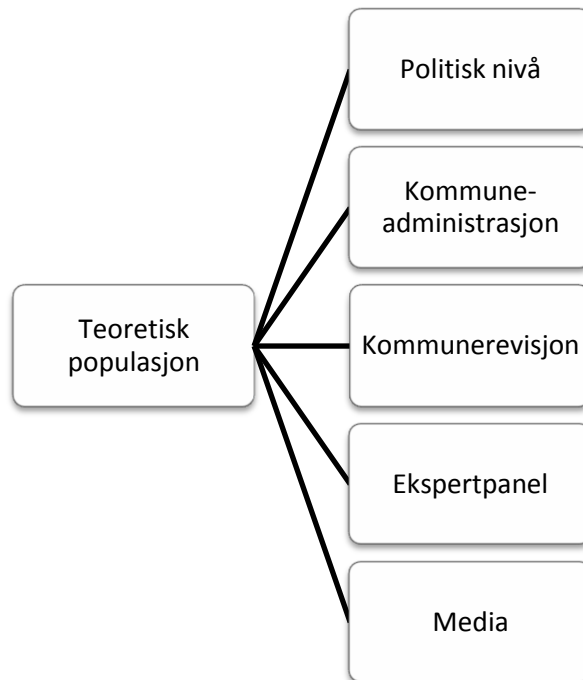 Politisk nivå
Kommune-
administrasjon
Teoretisk
populasjon
Kommunerevisjon
Ekspertpanel
Media